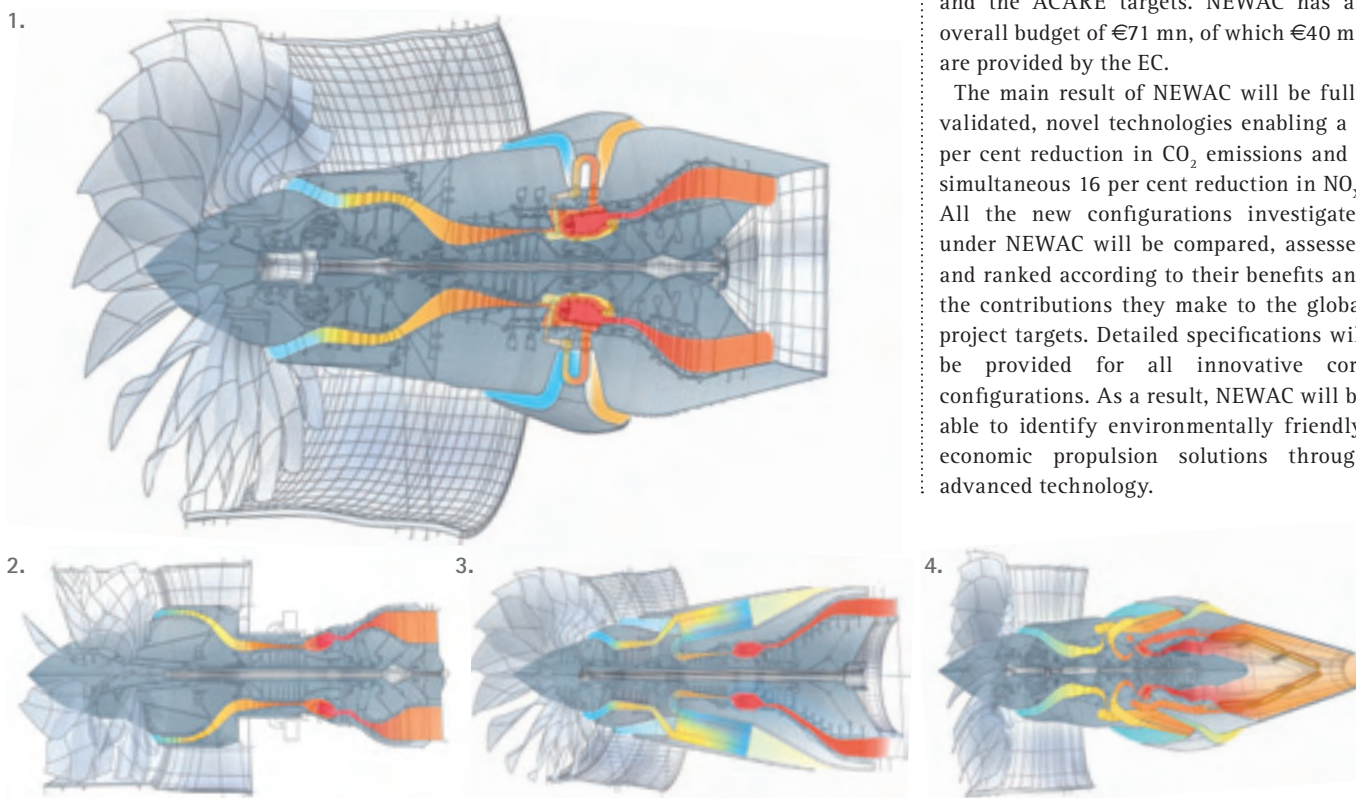 1.
and the ACARE targets. NEWAC has a
overall budget of €71 mn, of which €40 m
are provided by the EC.
The main result of NEWAC will be full
validated, novel technologies enabling a
per cent reduction in CO₂ emissions and
simultaneous 16 per cent reduction in NOₓ
All the new configurations investigate
under NEWAC will be compared, assesse
and ranked according to their benefits an
the contributions they make to the globa
project targets. Detailed specifications wil
be provided for all innovative cor
configurations. As a result, NEWAC will b
able to identify environmentally friendly
economic propulsion solutions throug
advanced technology.
2.
3.
4.